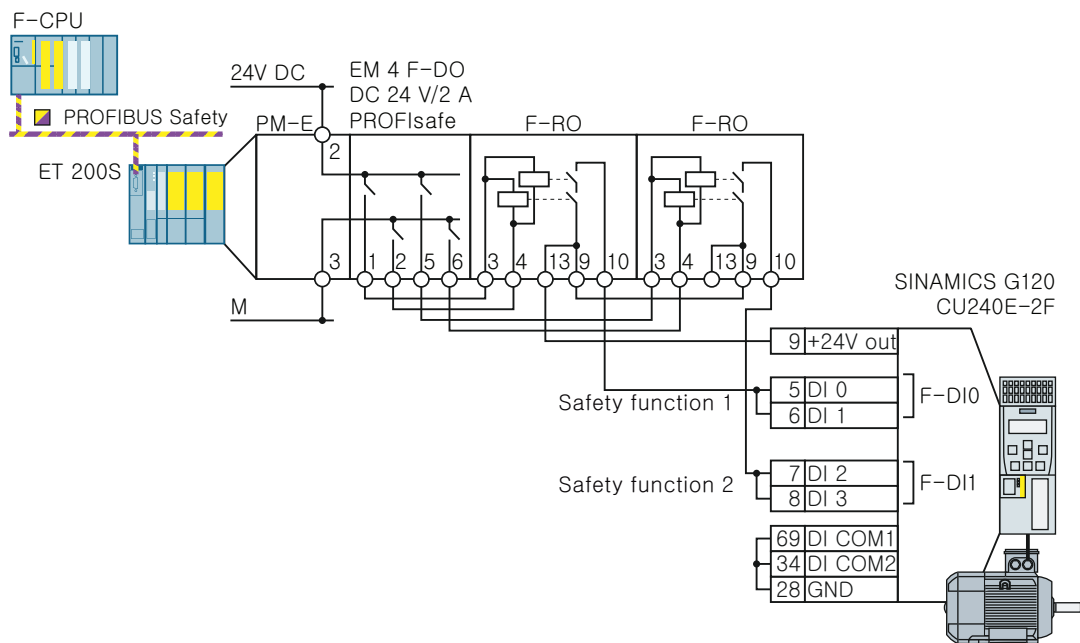 F-CPU
24V DC
EM 4 F-DO
DC 24 V/2 A
PROFIsafe
PROFIBUS Safety
PM-E
F-RO
F-RO
ET 200S
2
3
1
2
5
6
3
4
13
9
10
3
4
13
9
10
M
SINAMICS G120
CU240E-2F
9 +24V out
Safety function 1
5 DI 0
6 DI 1
F-DI0
Safety function 2
7 DI 2
8 DI 3
F-DI1
69 DI COM1
34 DI COM2
28 GND